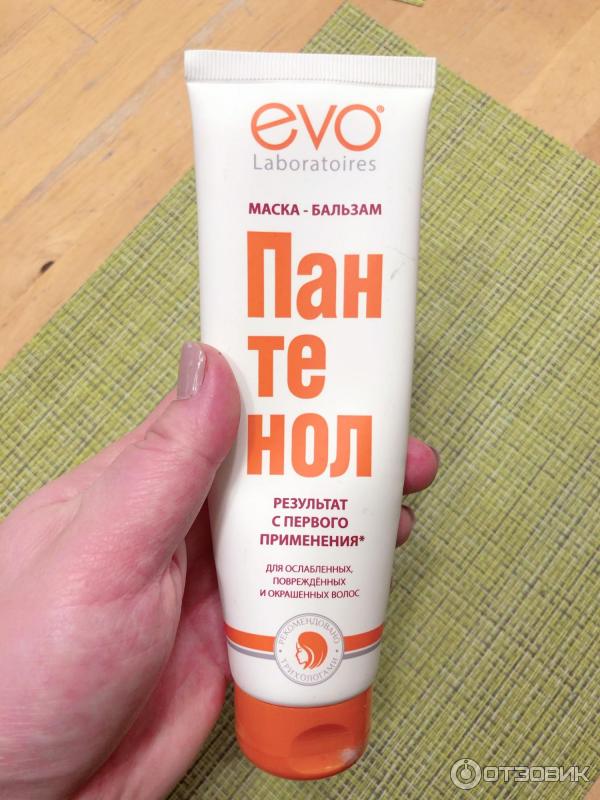 evo®
Laboratoires
МАСКА - БАЛЬЗАМ
Пан
те
нол
РЕЗУЛЬТАТ
С ПЕРВОГО
ПРИМЕНЕНИЯ*
ДЛЯ ОСЛАБЛЕННЫХ,
ПОВРЕЖДЁННЫХ
И ОКРАШЕННЫХ ВОЛОС
• РЕКОМЕНДОВАНО •
ТРИХОЛОГАМИ
ОТЗОВИК